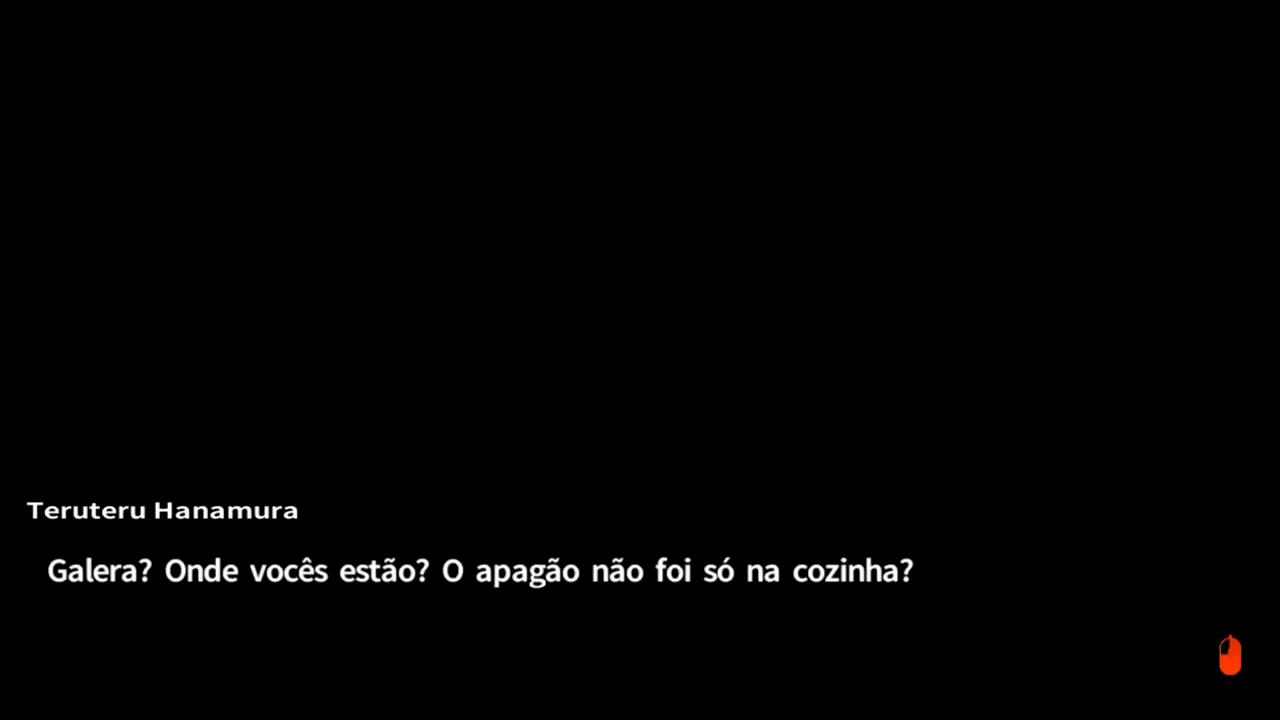 Teruteru Hanamura
Galera? Onde vocês estão? O apagão não foi só na cozinha?